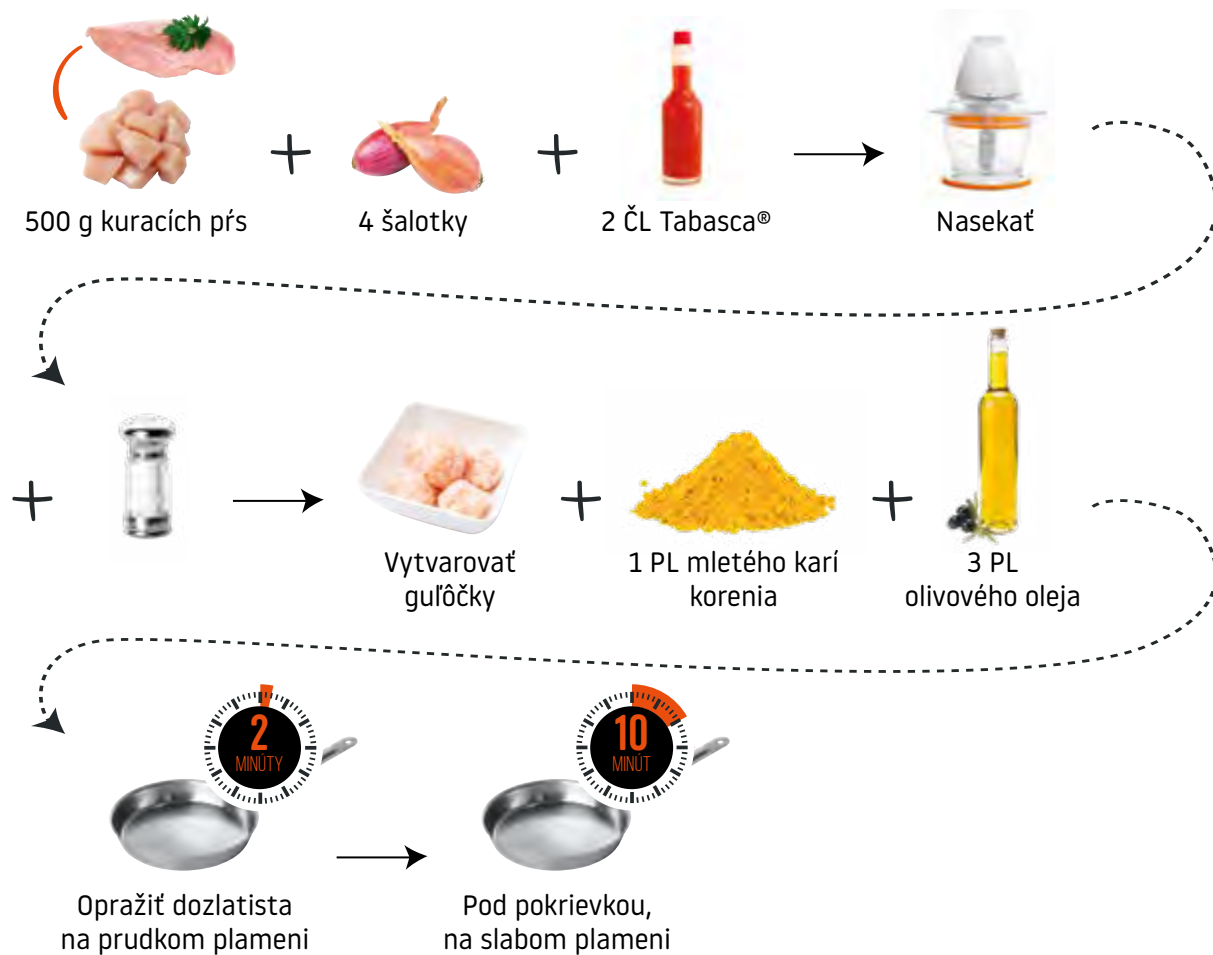 500 g kuracích pŕs
4 šalotky
2 ČL Tabasca®
Nasekať
Vytvarovať
guľôčky
1 PL mletého karí
korenia
3 PL
olivového oleja
2
MINÚTY
10
MINÚT
Opražiť dozlatista
na prudkom plameni
Pod pokrievkou,
na slabom plameni